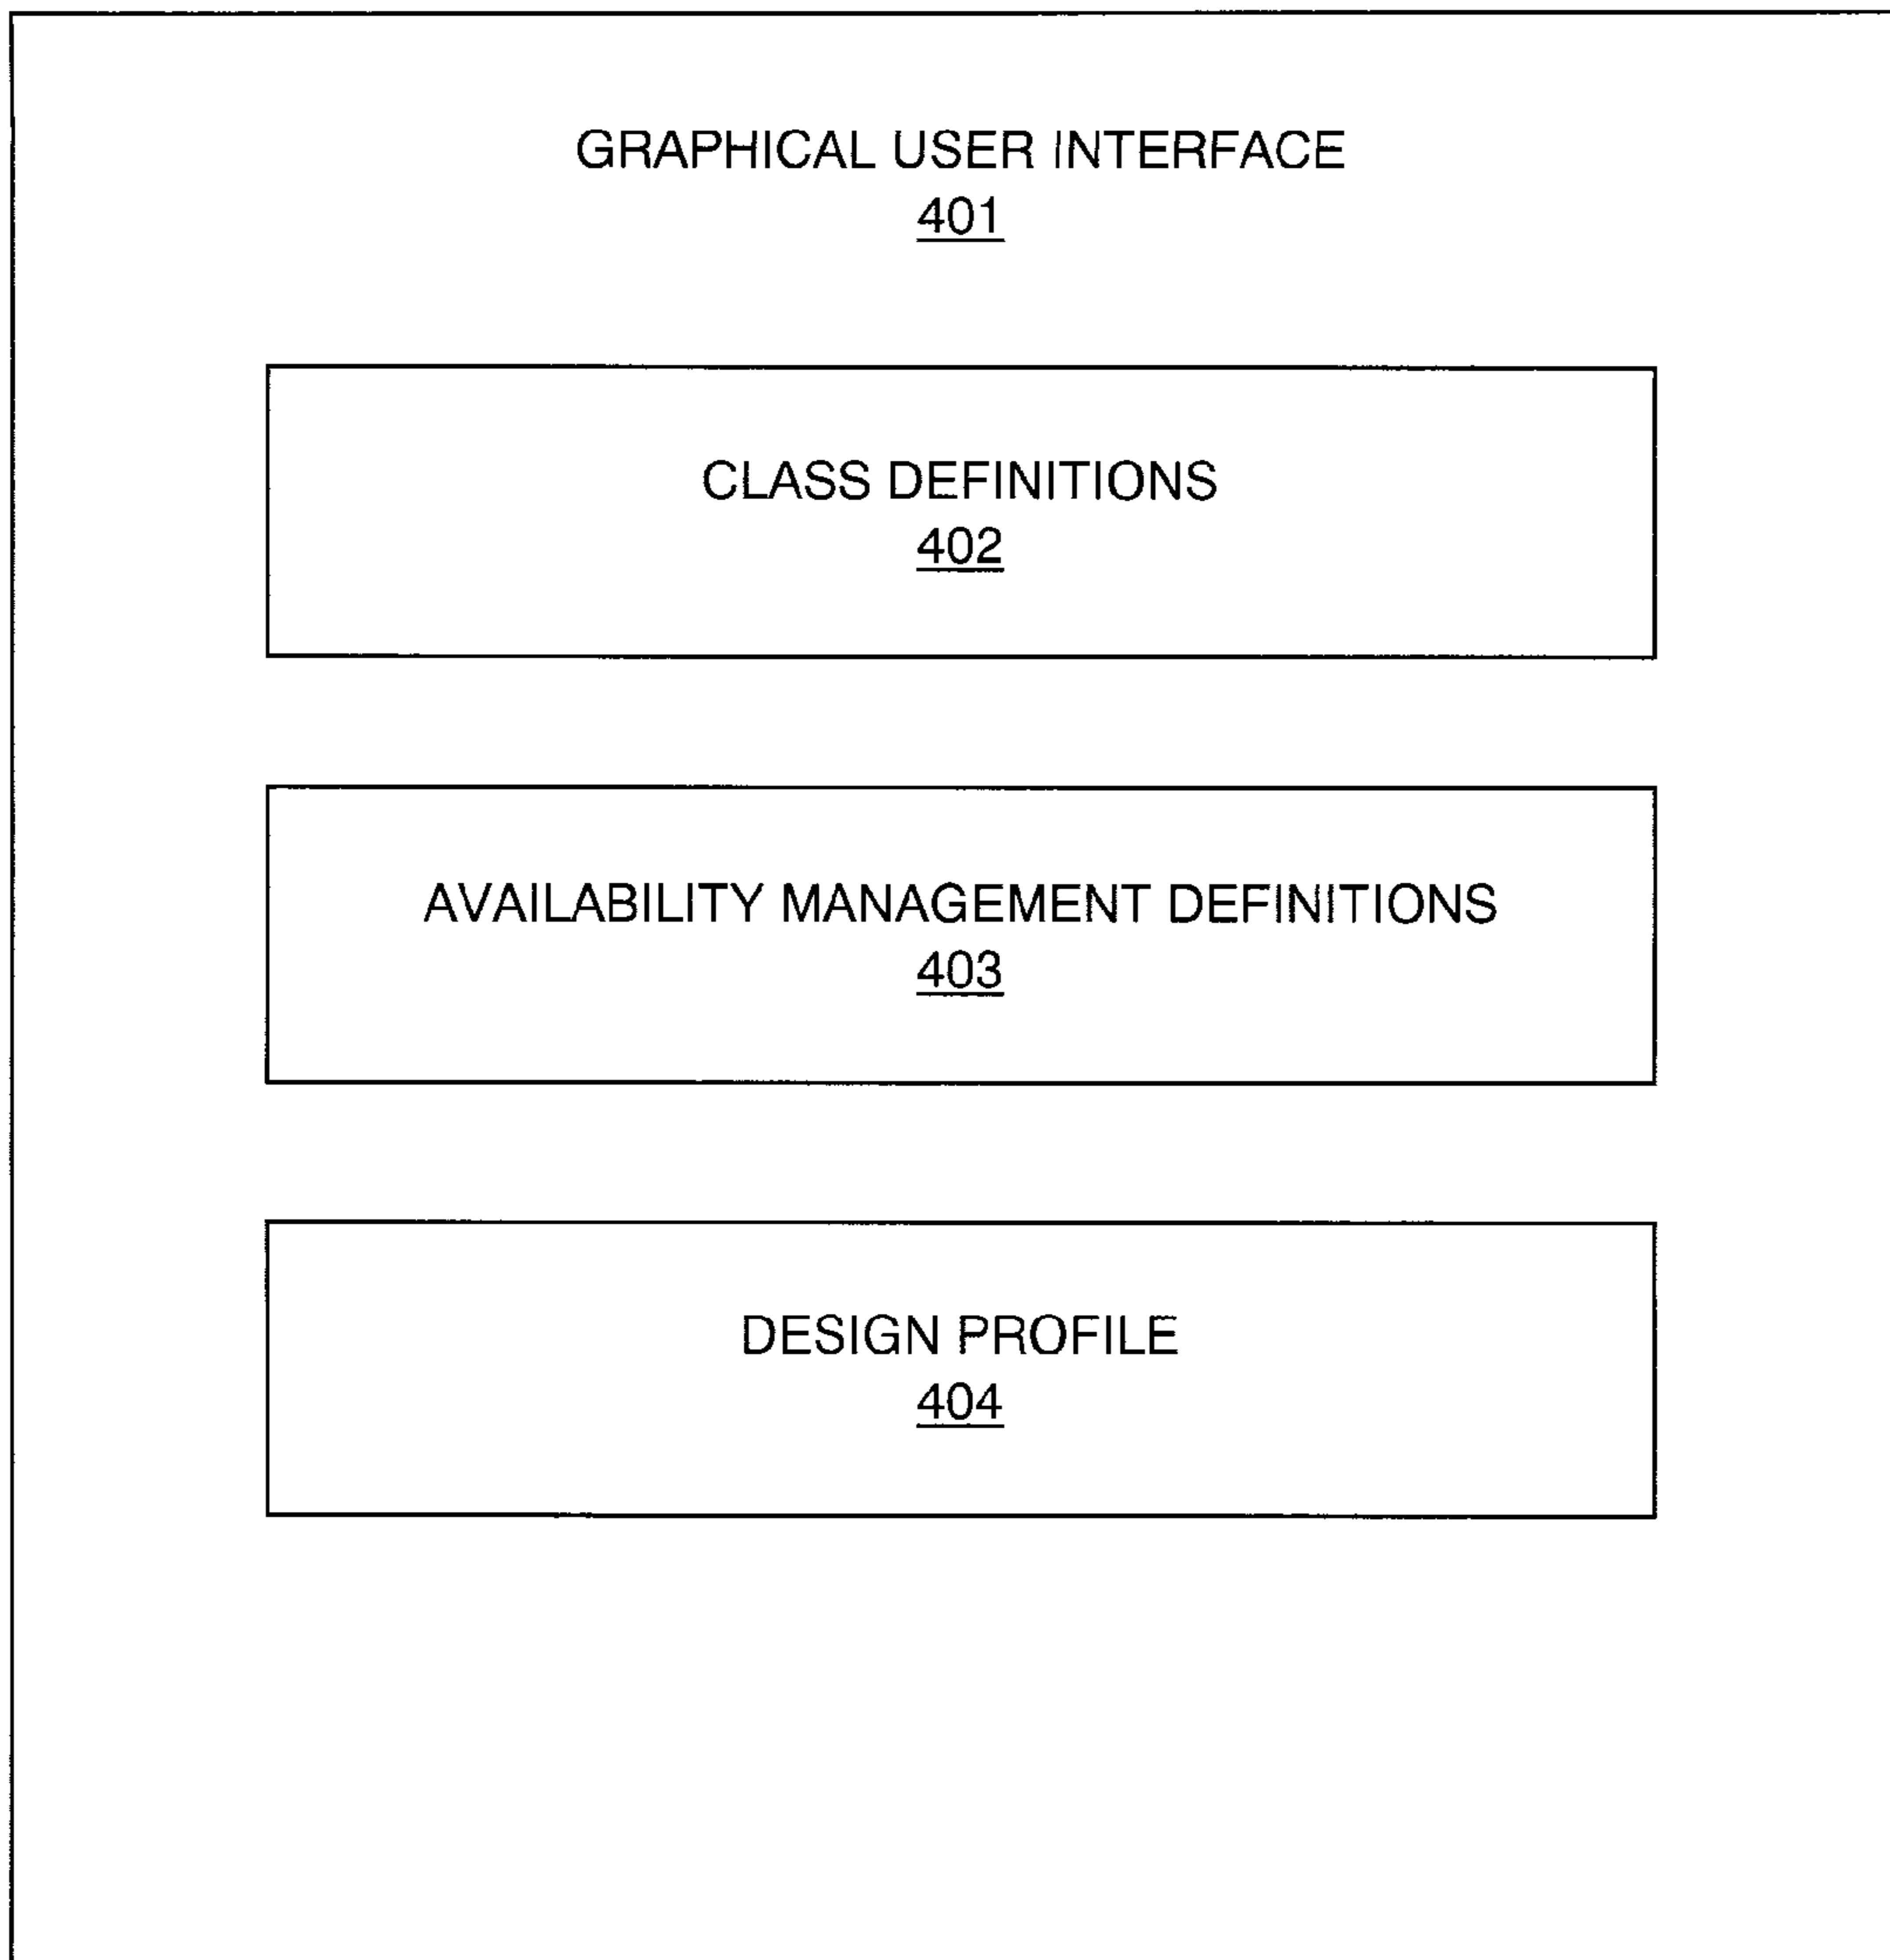 GRAPHICAL USER INTERFACE
401
CLASS DEFINITIONS
402
AVAILABILITY MANAGEMENT DEFINITIONS
403
DESIGN PROFILE
404